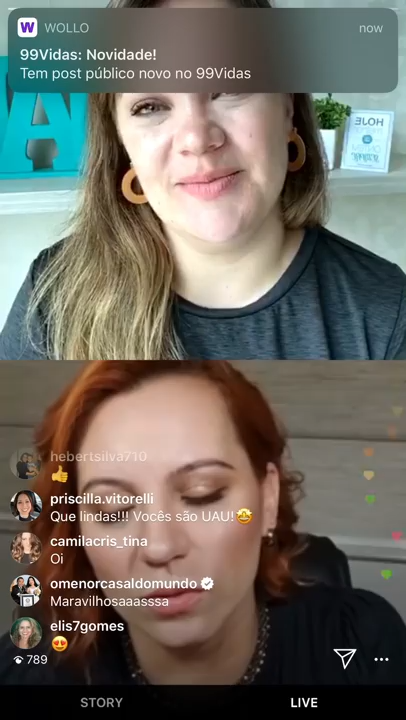 WOLLO
now
99Vidas: Novidade!
Tem post público novo no 99Vidas
A
HOJE
hebertsilva710
👍
priscilla.vitorelli
Que lindas!!! Vocês são UAU!🤩
camilacris_tina
Oi
omenorcasaldomundo
Maravilhosaaasssa
elis7gomes
😍
789
STORY
LIVE